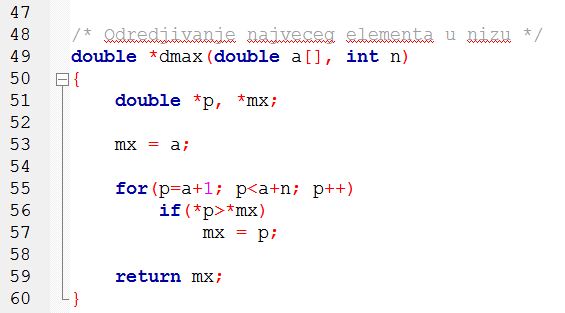 47
48 /* Odredjivanje najveceg elementa u nizu */
49 double *dmax(double a[], int n)
50 {
51     double *p, *mx;
52
53     mx = a;
54
55     for(p=a+1; p<a+n; p++)
56         if(*p>*mx)
57             mx = p;
58
59     return mx;
60 }